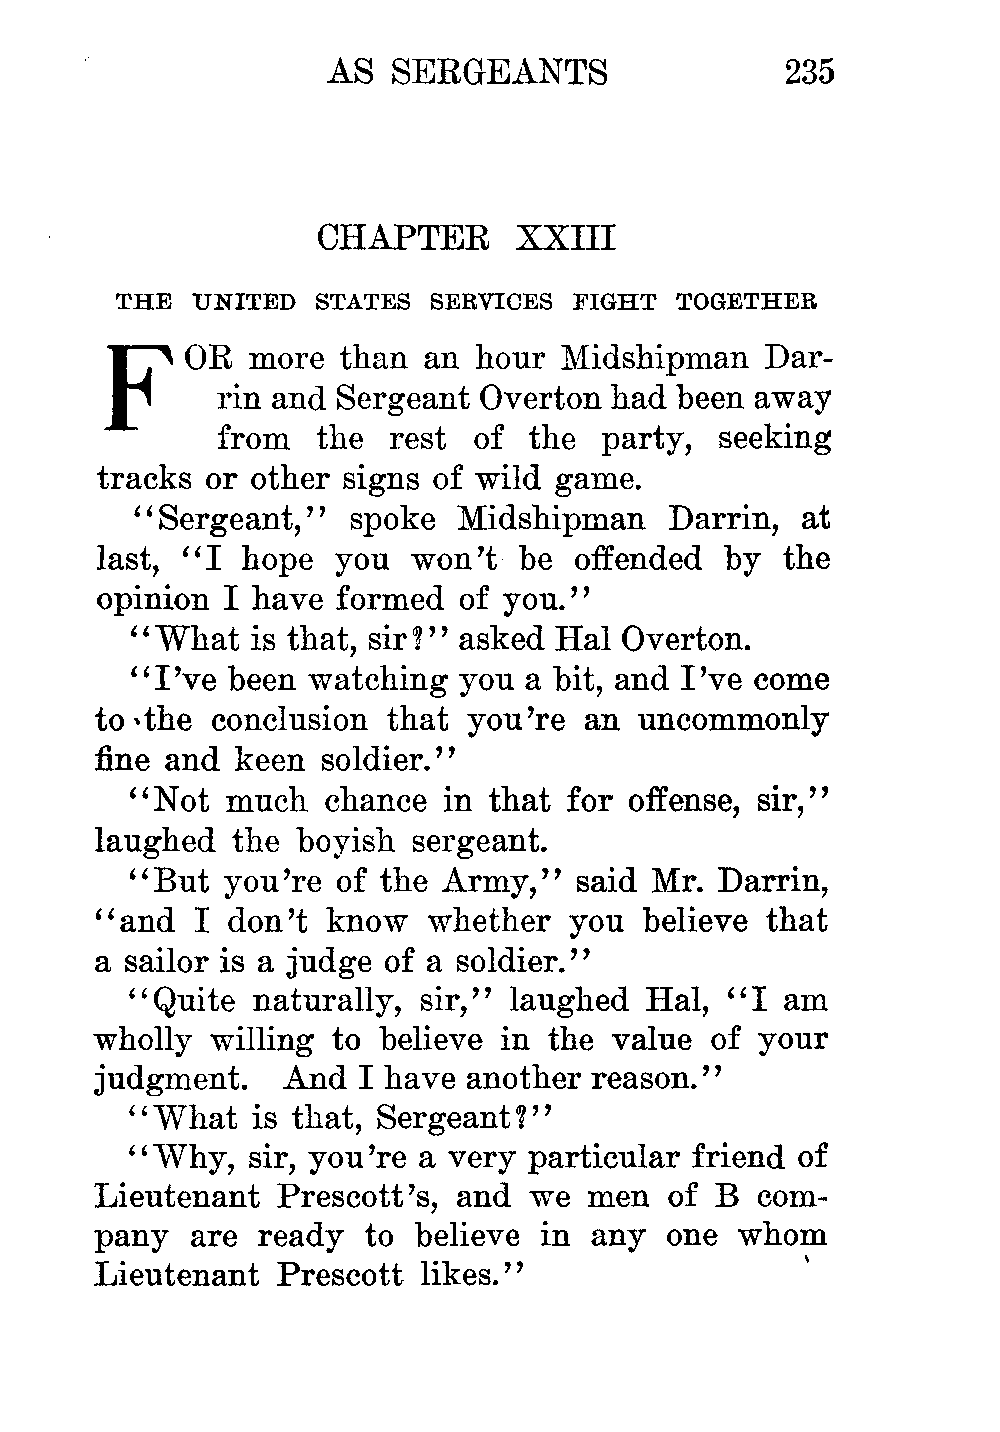 AS SERGEANTS 235
CHAPTER XXIII
THE UNITED STATES SERVICES FIGHT TOGETHER
FOR more than an hour Midshipman Dar-
rin and Sergeant Overton had been away
from the rest of the party, seeking
tracks or other signs of wild game.
"Sergeant," spoke Midshipman Darrin, at
last, "I hope you won't be offended by the
opinion I have formed of you."
"What is that, sir?" asked Hal Overton.
"I've been watching you a bit, and I've come
to the conclusion that you're an uncommonly
fine and keen soldier."
"Not much chance in that for offense, sir,"
laughed the boyish sergeant.
"But you're of the Army," said Mr. Darrin,
"and I don't know whether you believe that
a sailor is a judge of a soldier."
"Quite naturally, sir," laughed Hal, "I am
wholly willing to believe in the value of your
judgment. And I have another reason."
"What is that, Sergeant?"
"Why, sir, you're a very particular friend of
Lieutenant Prescott's, and we men of B com-
pany are ready to believe in any one whom
Lieutenant Prescott likes."